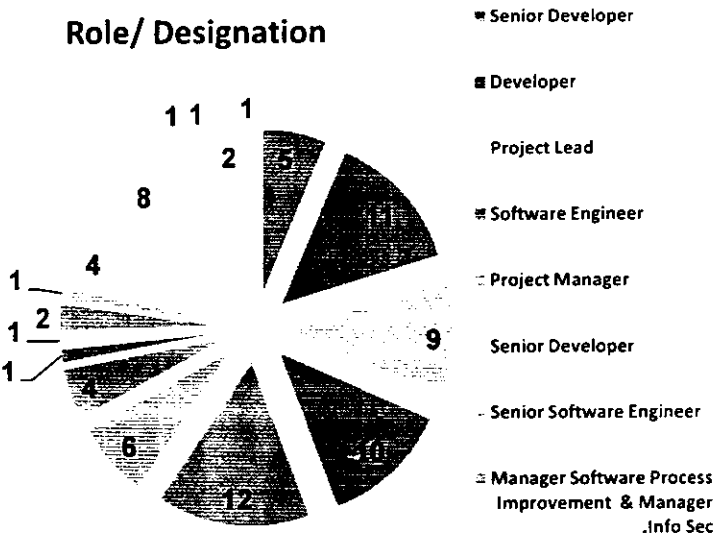 Role/ Designation
1 1 1
2
5
8
11
4
1
2
1
1
4
6
12
10
9
Senior Developer
Developer
Project Lead
Software Engineer
Project Manager
Senior Developer
Senior Software Engineer
Manager Software Process
Improvement & Manager
.Info Sec